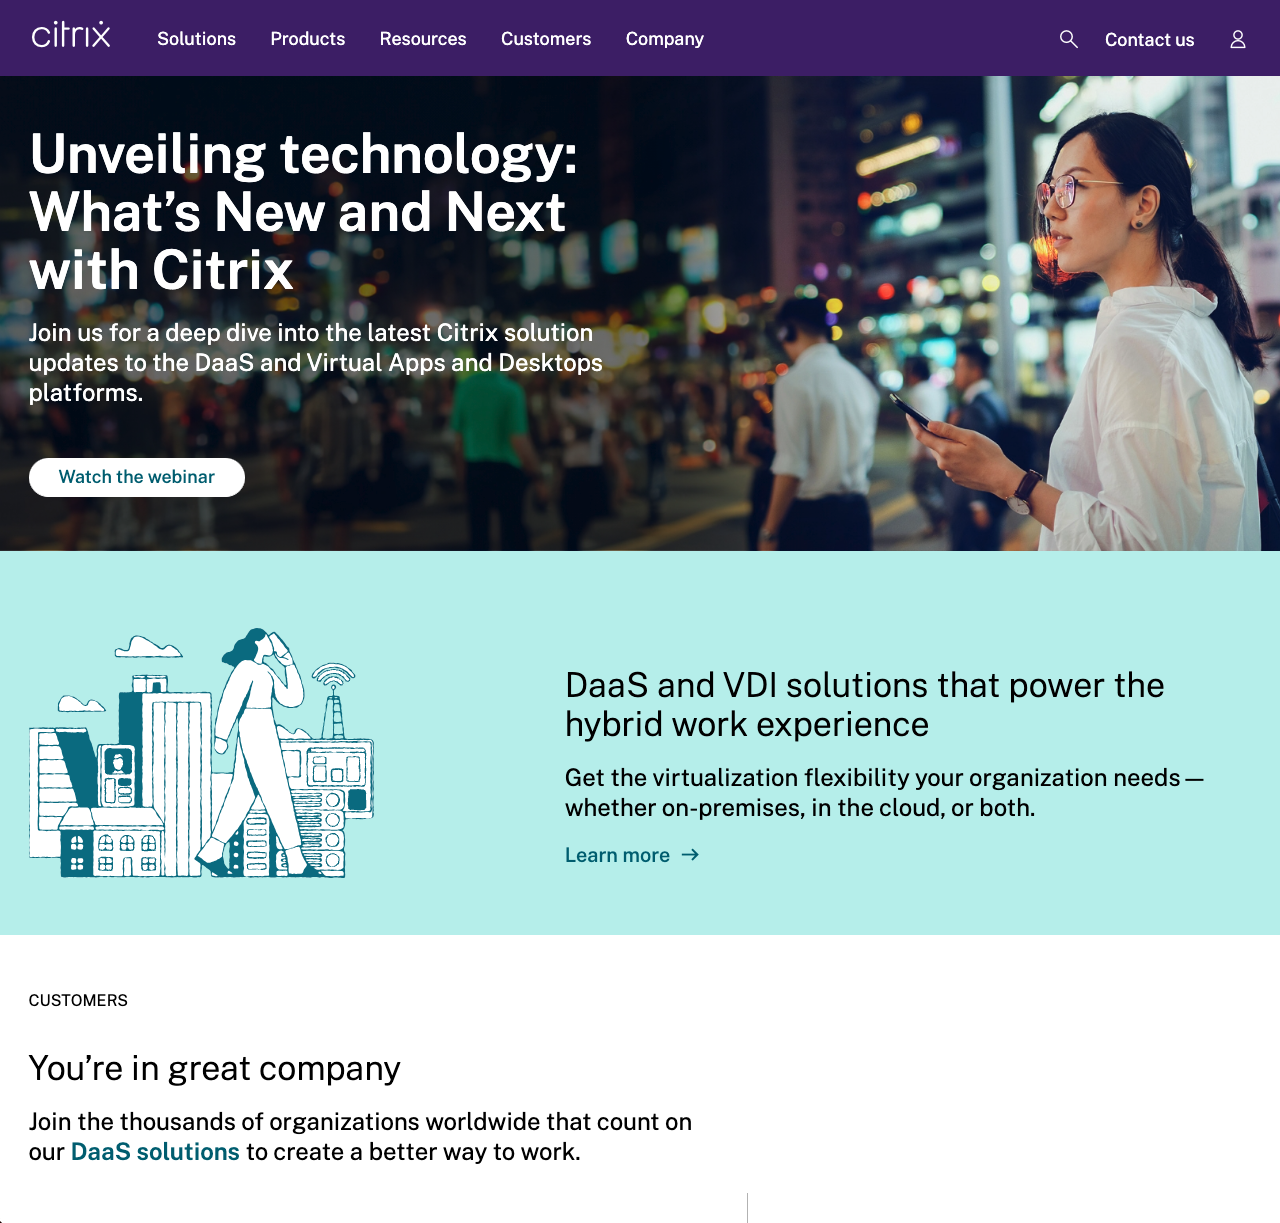 citrix
Solutions
Products
Resources
Customers
Company
Contact us
Unveiling technology:
What’s New and Next
with Citrix
Join us for a deep dive into the latest Citrix solution
updates to the DaaS and Virtual Apps and Desktops
platforms.
Watch the webinar
DaaS and VDI solutions that power the
hybrid work experience
Get the virtualization flexibility your organization needs—
whether on-premises, in the cloud, or both.
Learn more →
CUSTOMERS
You’re in great company
Join the thousands of organizations worldwide that count on
our DaaS solutions to create a better way to work.